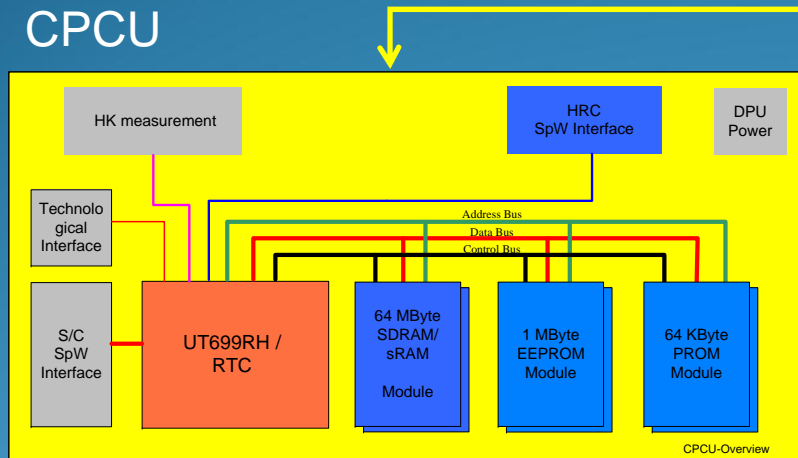 CPCU
HK measurement
HRC
SpW Interface
DPU
Power
Technolo
gical
Interface
Address Bus
Data Bus
Control Bus
S/C
SpW
Interface
UT699RH /
RTC
64 MByte
SDRAM/
sRAM
Module
1 MByte
EEPROM
Module
64 KByte
PROM
Module
CPCU-Overview